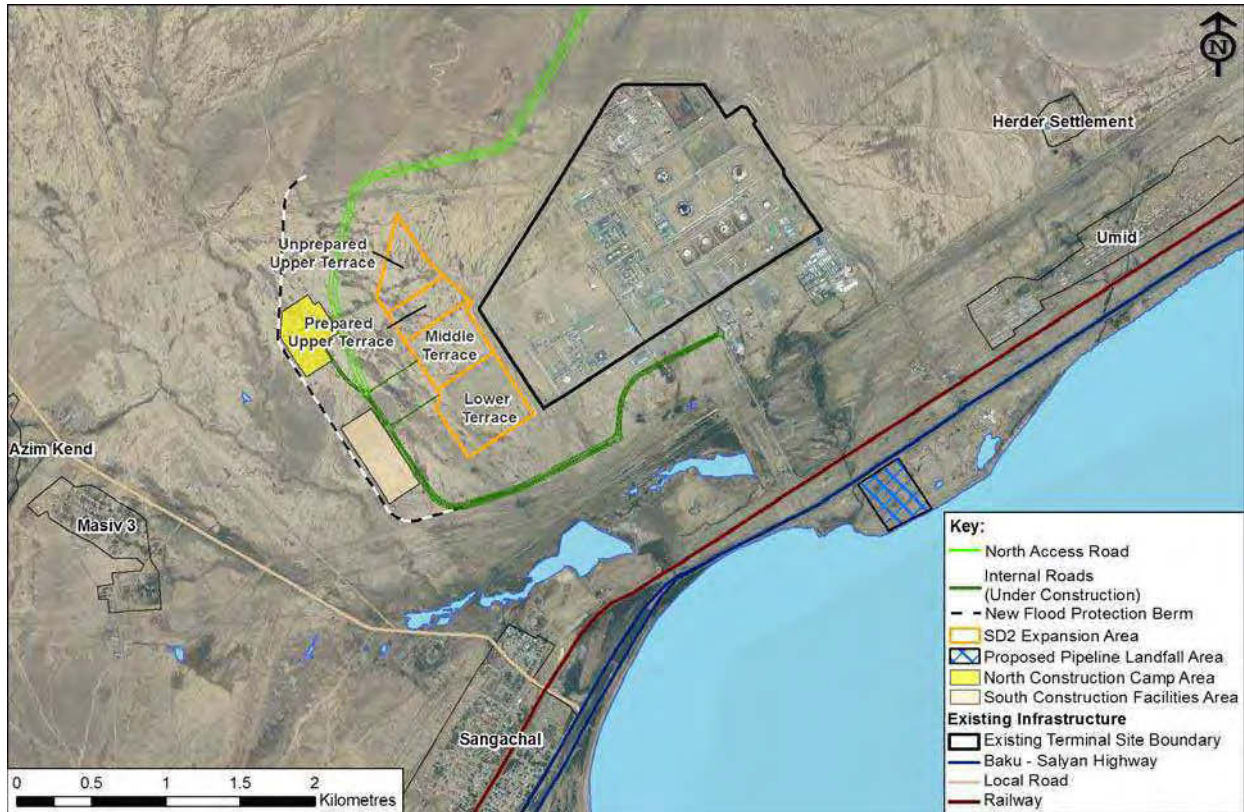 N
Herder Settlement
Umid
Unprepared
Upper Terrace
Prepared
Upper Terrace
Middle
Terrace
Lower
Terrace
Azim Kend
Masiv 3
Sangachal
Key:
North Access Road
Internal Roads
(Under Construction)
New Flood Protection Berm
SD2 Expansion Area
Proposed Pipeline Landfall Area
North Construction Camp Area
South Construction Facilities Area
Existing Infrastructure
Existing Terminal Site Boundary
Baku - Salyan Highway
Local Road
Railway
0 0.5 1 1.5 2
Kilometres